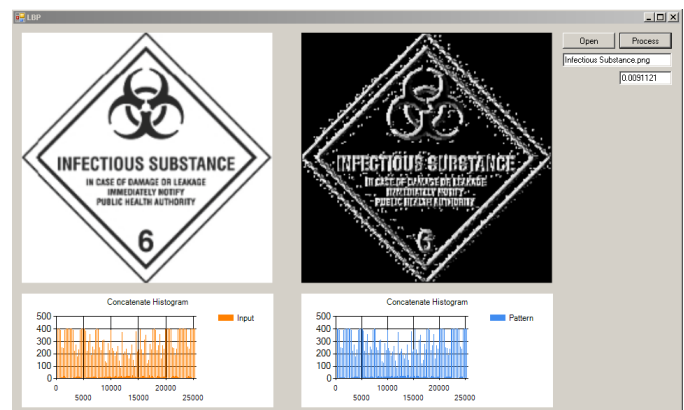 LBP
Open
Process
Infectious Substance.png
0.0091121
INFECTIOUS SUBSTANCE
IN CASE OF DAMAGE OR LEAKAGE
IMMEDIATELY NOTIFY
PUBLIC HEALTH AUTHORITY
6
INFECTIOUS SUBSTANCE
IN CASE OF DAMAGE OR LEAKAGE
IMMEDIATELY NOTIFY
PUBLIC HEALTH AUTHORITY
6
Concatenate Histogram
500
400
300
200
100
0
0 10000 20000
5000 15000 25000
Input
Concatenate Histogram
500
400
300
200
100
0
0 10000 20000
5000 15000 25000
Pattern